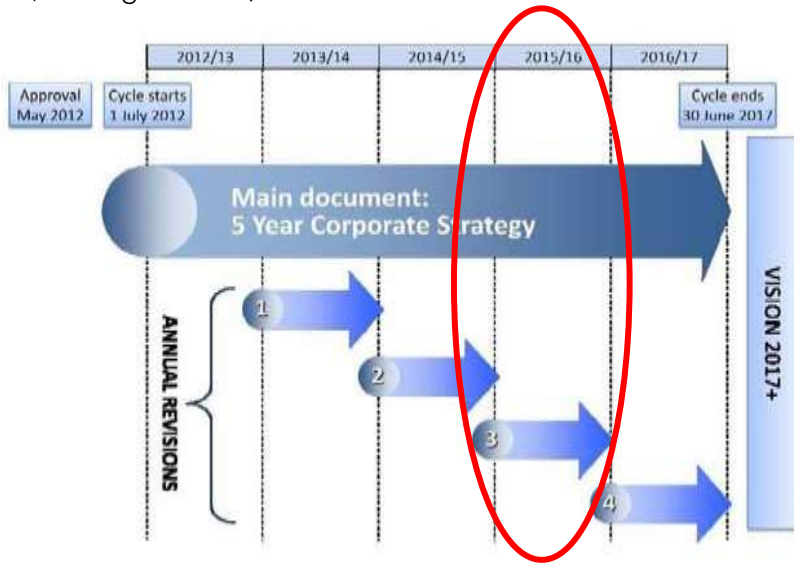 2012/13 2013/14 2014/15 2015/16 2016/17
Approval
May 2012
Cycle starts
1 July 2012
Cycle ends
30 June 2017
Main document:
5 Year Corporate Strategy
ANNUAL REVISIONS
1
2
3
4
VISION 2017+